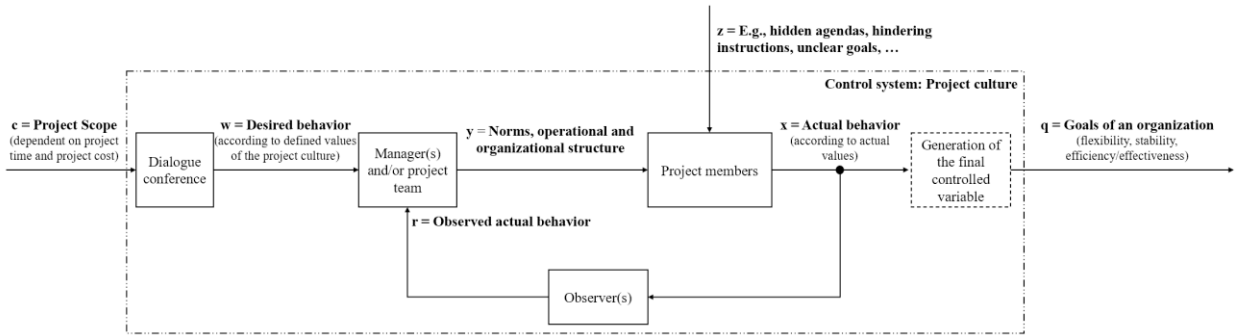 z = E.g., hidden agendas, hindering
instructions, unclear goals, …
Control system: Project culture
c = Project Scope
(dependent on project
time and project cost)
Dialogue
conference
w = Desired behavior
(according to defined values
of the project culture)
Manager(s)
and/or project
team
y = Norms, operational and
organizational structure
Project members
x = Actual behavior
(according to actual
values)
Generation of
the final
controlled
variable
q = Goals of an organization
(flexibility, stability,
efficiency/effectiveness)
r = Observed actual behavior
Observer(s)